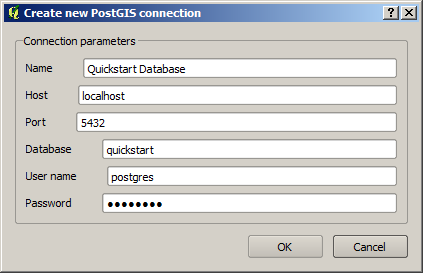 Create new PostGIS connection
Connection parameters
Name Quickstart Database
Host localhost
Port 5432
Database quickstart
User name postgres
Password ●●●●●●●●
OK Cancel